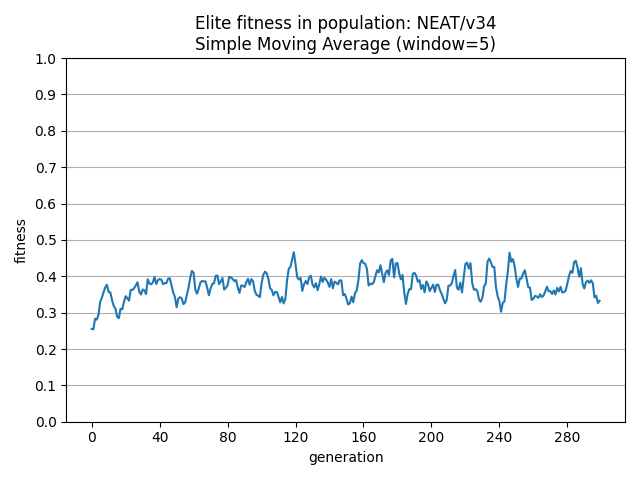 Elite fitness in population: NEAT/v34
Simple Moving Average (window=5)
1.0
0.9
0.8
0.7
0.6
0.5
0.4
0.3
0.2
0.1
0.0
fitness
0 40 80 120 160 200 240 280
generation